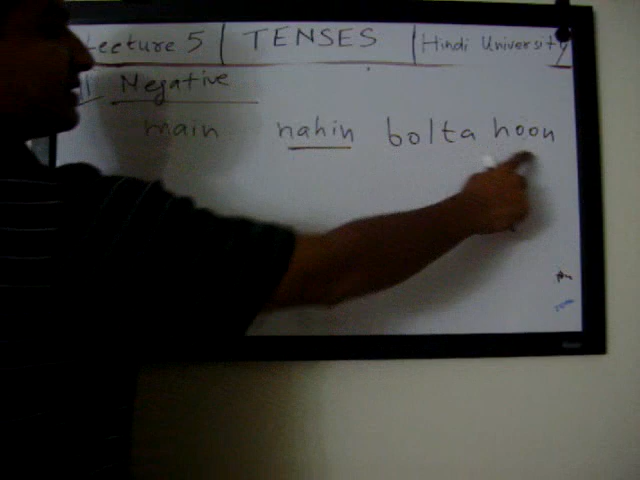 Lecture 5 | TENSES | Hindi University
Negative
main nahin bolta hoon